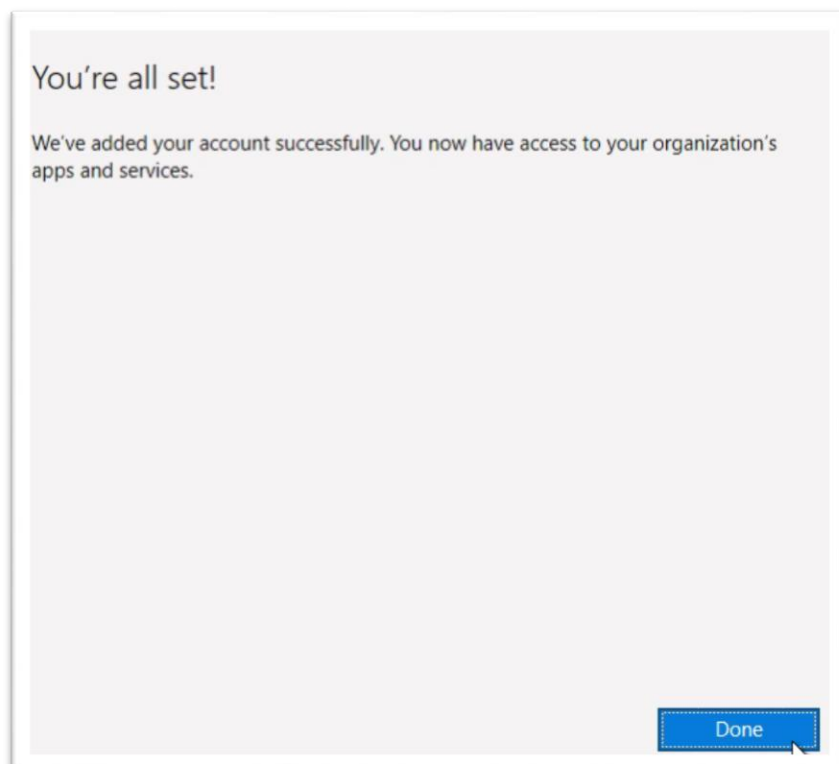 You’re all set!
We’ve added your account successfully. You now have access to your organization’s
apps and services.
Done